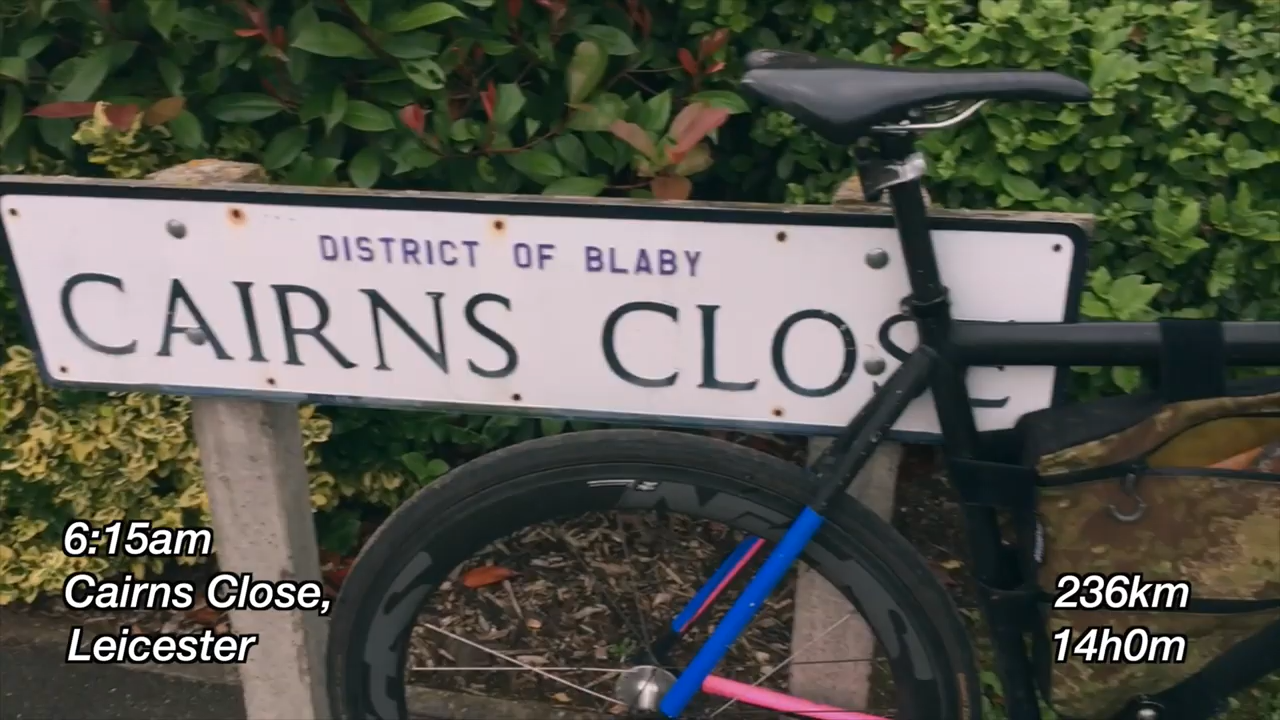 DISTRICT OF BLABY
CAIRNS CLOSE
6:15am
Cairns Close,
Leicester
236km
14h0m